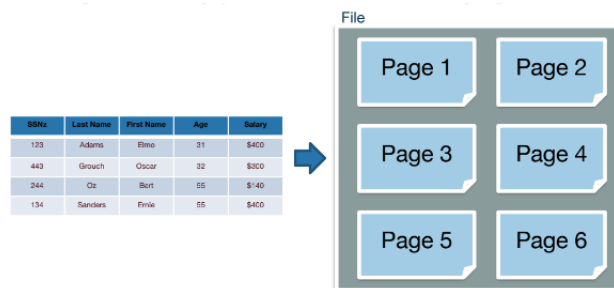 File
Page 1 Page 2
SSNz Last Name First Name Age Salary
123 Adams Elmo 31 $400
443 Grouch Oscar 32 $300
244 Oz Bert 55 $140
134 Sanders Ernie 55 $400
Page 3 Page 4
Page 5 Page 6